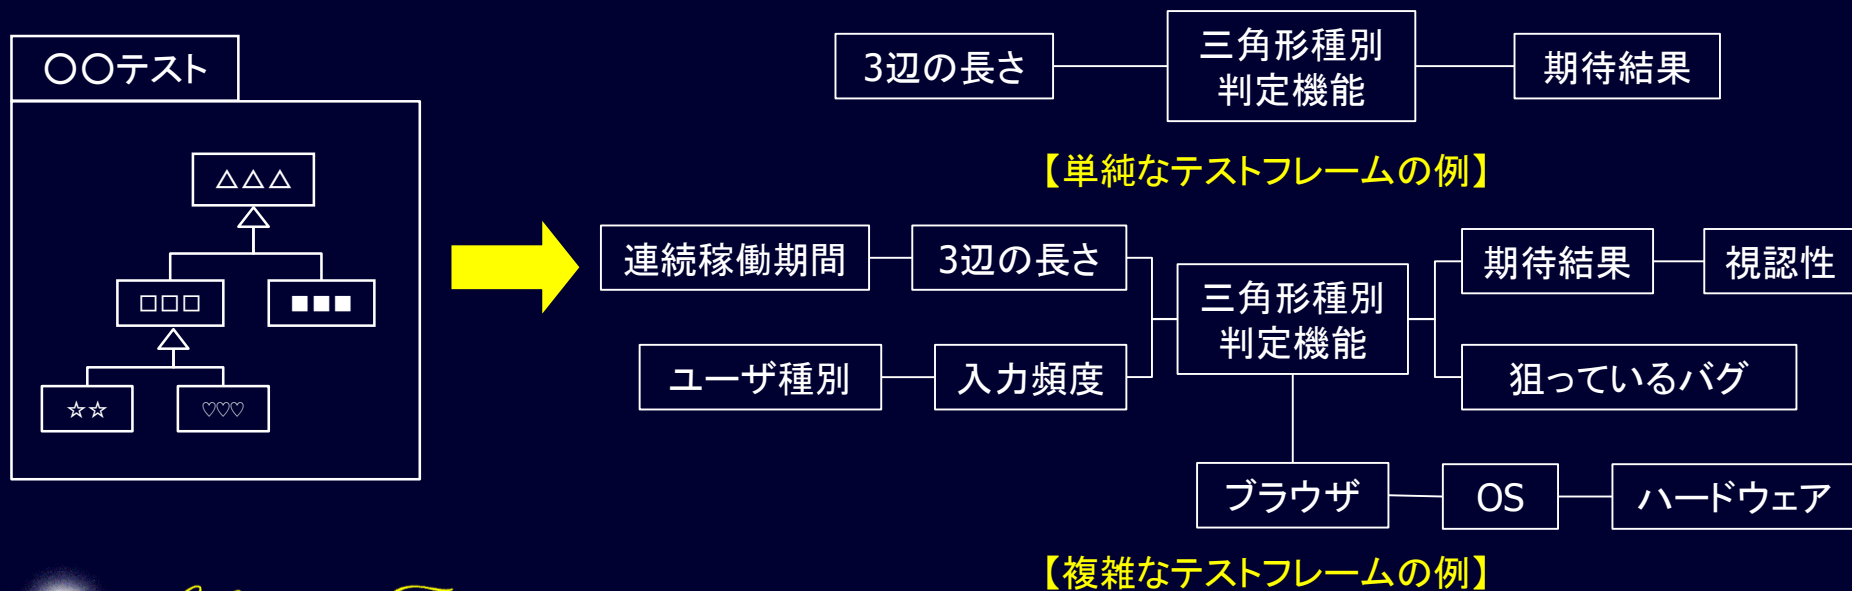 〇〇テスト
△△△
□□□
■■■
☆☆
♡♡♡
3辺の長さ
三角形種別
判定機能
期待結果
【単純なテストフレームの例】
連続稼働期間
3辺の長さ
ユーザ種別
入力頻度
三角形種別
判定機能
期待結果
視認性
狙っているバグ
ブラウザ
OS
ハードウェア
【複雑なテストフレームの例】